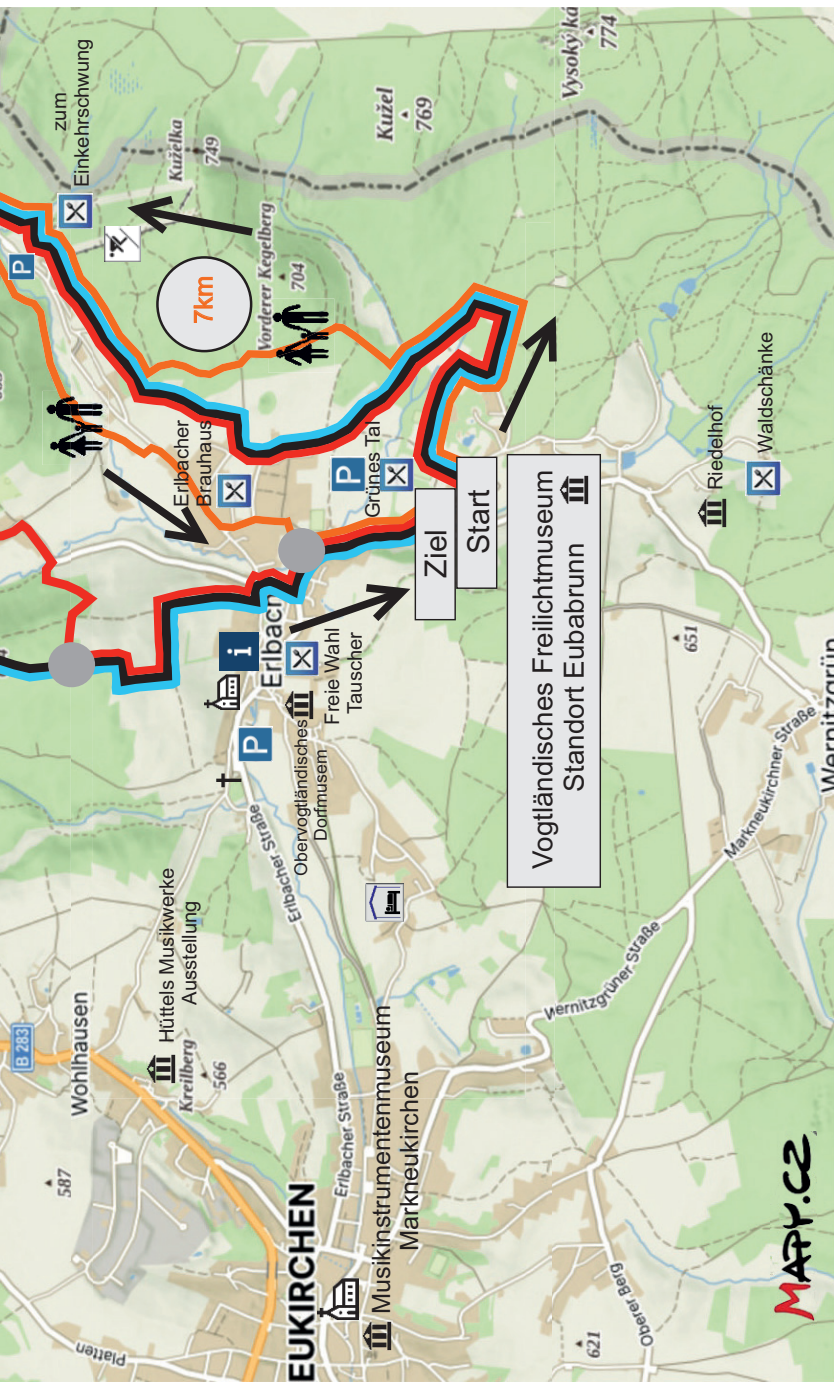 zum
Einkehrschwung
Kuželka
749
Kužel
769
774
P
7km
Vorderer Kegelberg
704
Erlbacher
Brauhaus
P
Grünes Tal
Ziel
Start
Vogtländisches Freilichtmuseum
Standort Eubabrunn
Riedelhof
Waldschänke
i
Erlbach
Freie Wahl
Tauscher
Obervogtländisches
Dorfmusem
P
651
Erlbacher Straße
Hüttels Musikwerke
Ausstellung
B 283
Wohlhausen
Kreilberg
566
587
Wernitzgrün
Markneukirchner Straße
Wernitzgrüner Straße
Erlbacher Straße
Musikinstrumentenmuseum
Markneukirchen
EUKIRCHEN
Platten
621
Oberer Berg
MAPY.CZ